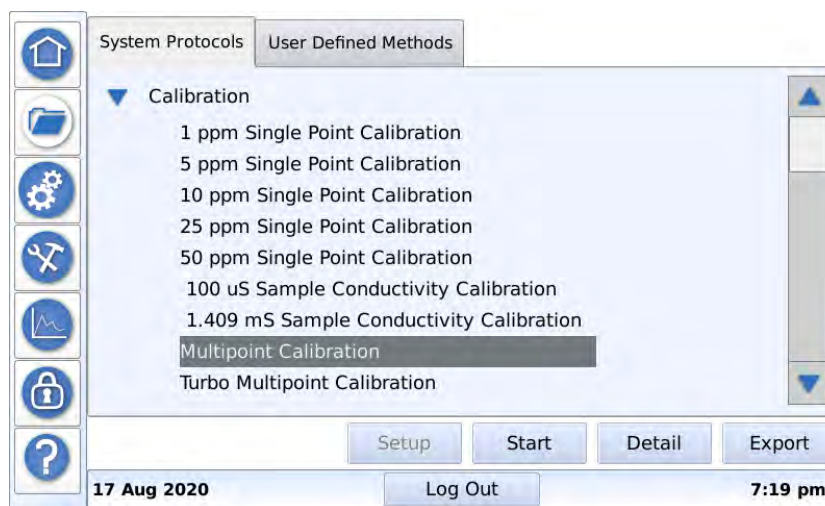 System Protocols
User Defined Methods
Calibration
1 ppm Single Point Calibration
5 ppm Single Point Calibration
10 ppm Single Point Calibration
25 ppm Single Point Calibration
50 ppm Single Point Calibration
100 uS Sample Conductivity Calibration
1.409 mS Sample Conductivity Calibration
Multipoint Calibration
Turbo Multipoint Calibration
Setup
Start
Detail
Export
?
17 Aug 2020
Log Out
7:19 pm